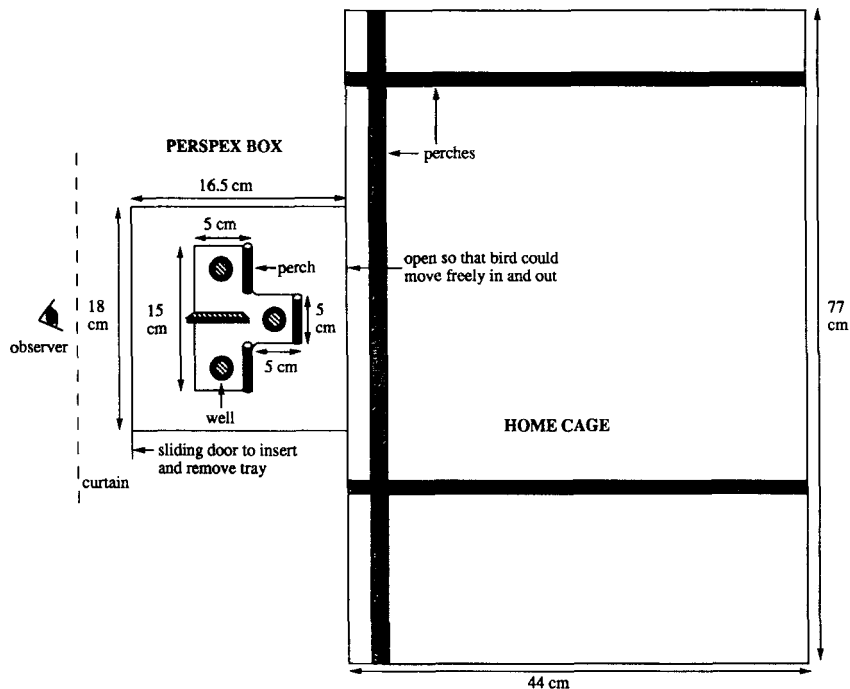 perches
PERSPEX BOX
16.5 cm
5 cm
perch
open so that bird could
move freely in and out
18
cm
15
cm
5
cm
77
cm
observer
5 cm
well
HOME CAGE
sliding door to insert
and remove tray
curtain
44 cm